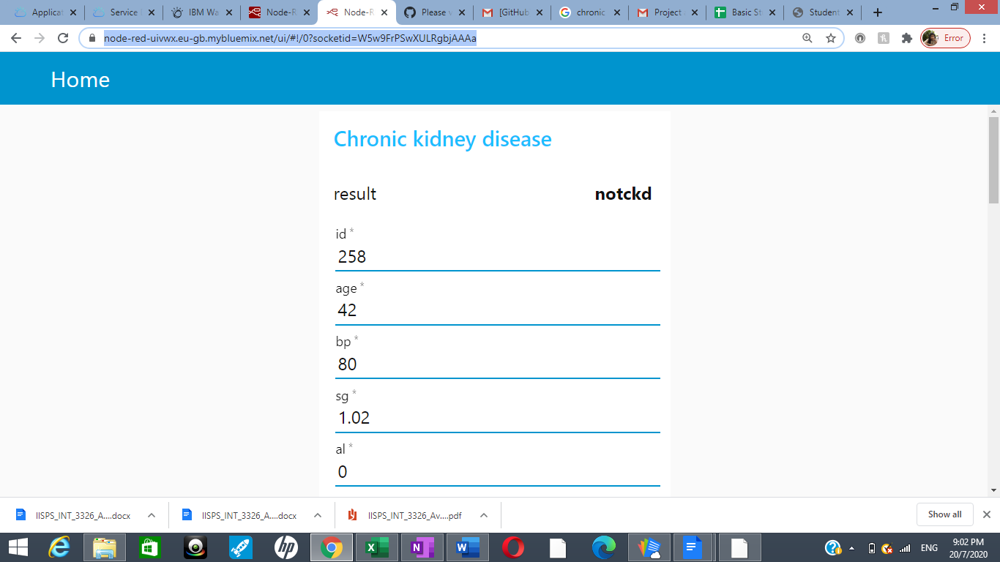 Applicat
Service
IBM Wa
Node-R
Node-R
Please v
[GitHub
chronic
Project
Basic St
Student
node-red-uivwx.eu-gb.mybluemix.net/ui/#!/0?socketid=W5w9FrPSwXULRgbjAAAa
Error
Home
Chronic kidney disease
result notckd
id *
258
age *
42
bp *
80
sg *
1.02
al *
0
IISPS_INT_3326_A....docx
IISPS_INT_3326_A....docx
IISPS_INT_3326_Av....pdf
Show all
ENG
9:02 PM
20/7/2020